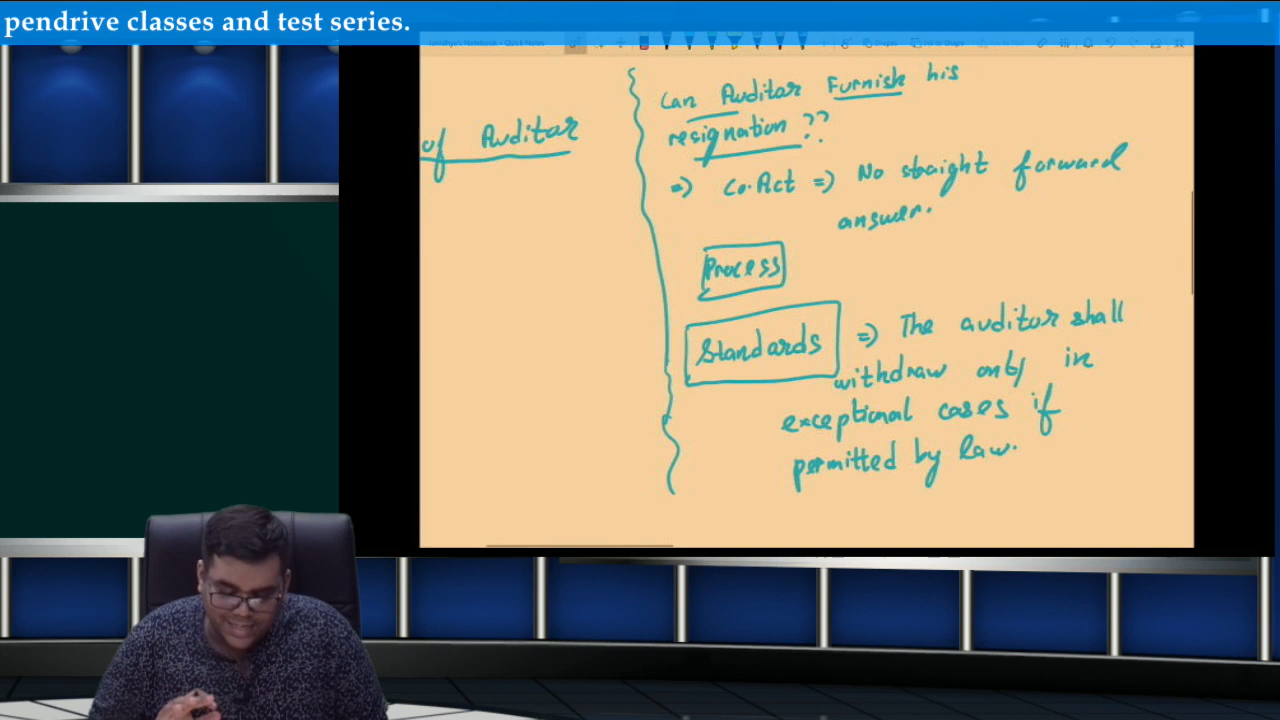 pendrive classes and test series.
of Auditor
Can Auditor Furnish his
resignation ??
=) Co. Act =) No straight forward
answer.
Process
Standards =) The auditor shall
withdraw only in
exceptional cases if
permitted by law.